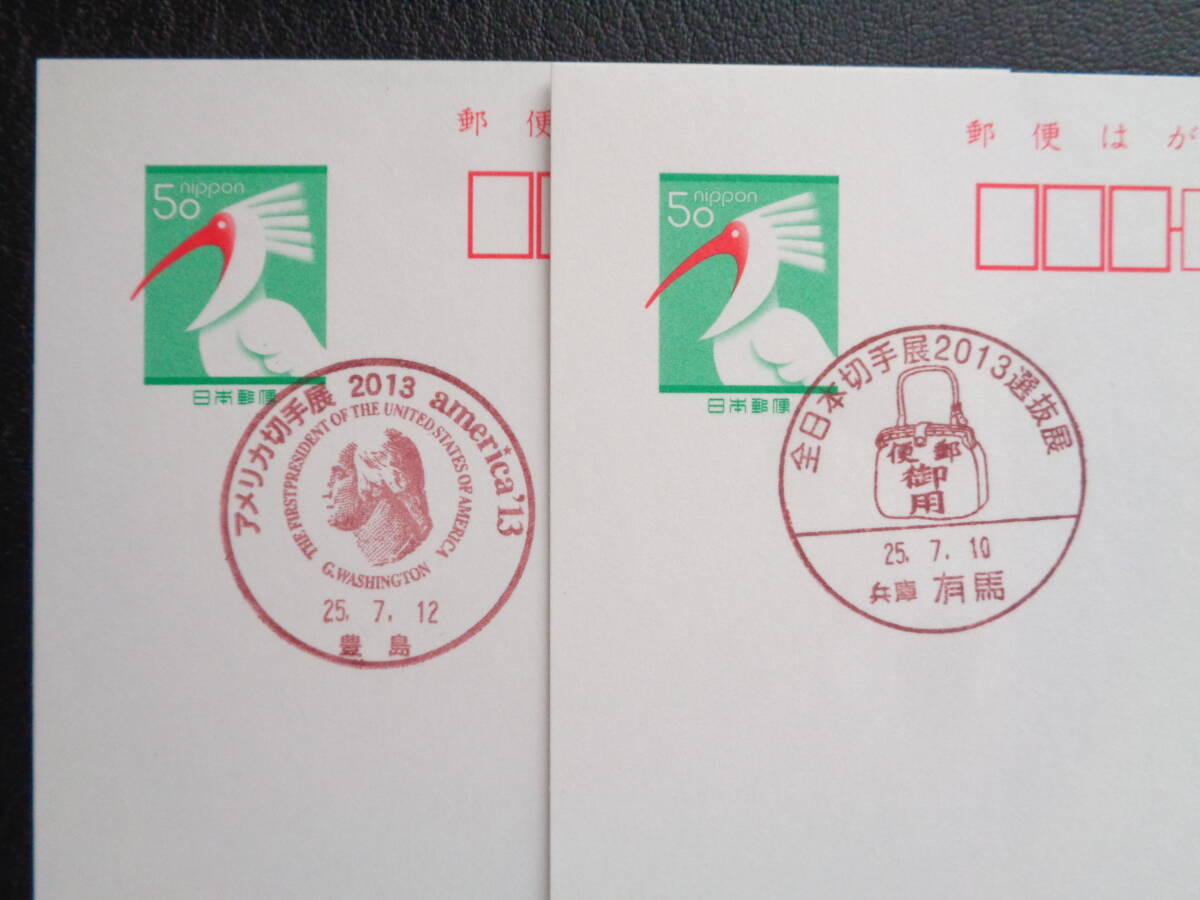 郵便
50 nippon
日本郵便
アメリカ切手展 2013 america'13
THE FIRST PRESIDENT OF THE UNITED STATES OF AMERICA
G.WASHINGTON
25. 7. 12
豊島
郵便はが
50 nippon
日本郵便
全日本切手展2013選抜展
郵便
御用
25. 7. 10
兵庫 有馬